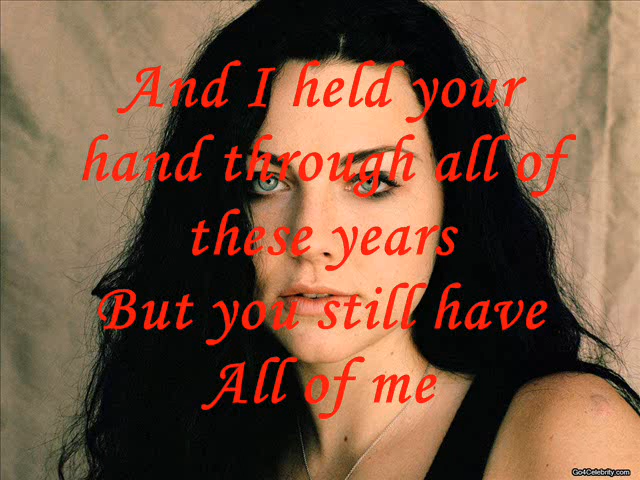 And I held your
hand through all of
these years
But you still have
All of me
Go4Celebrity.com